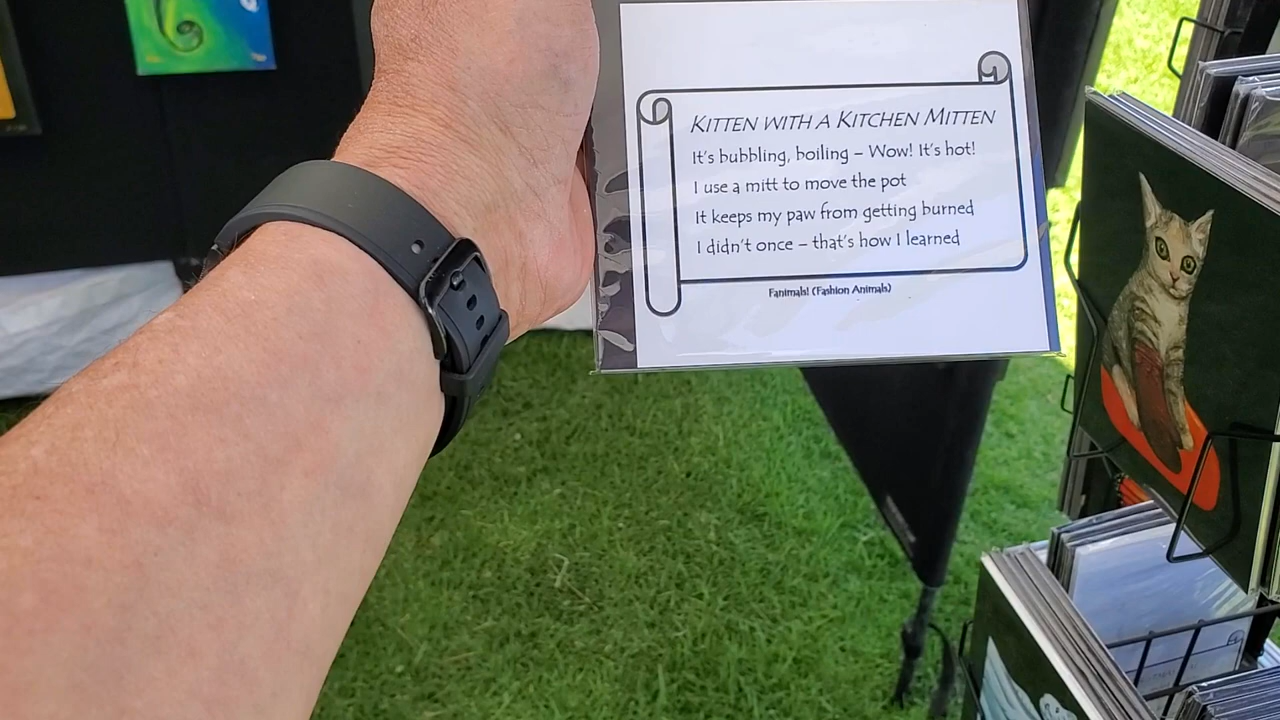 KITTEN WITH A KITCHEN MITTEN
It's bubbling, boiling – Wow! It's hot!
I use a mitt to move the pot
It keeps my paw from getting burned
I didn't once – that's how I learned
Fanimals! (Fashion Animals)